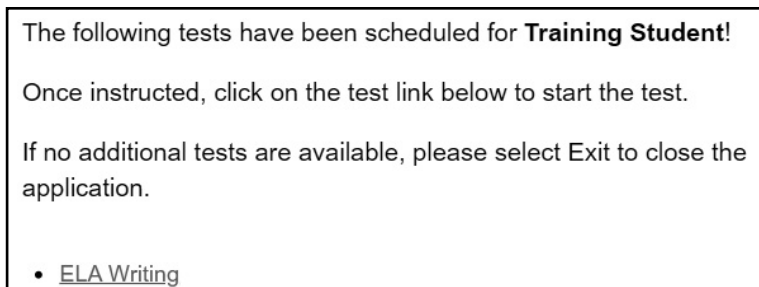 The following tests have been scheduled for Training Student!
Once instructed, click on the test link below to start the test.
If no additional tests are available, please select Exit to close the
application.
• ELA Writing